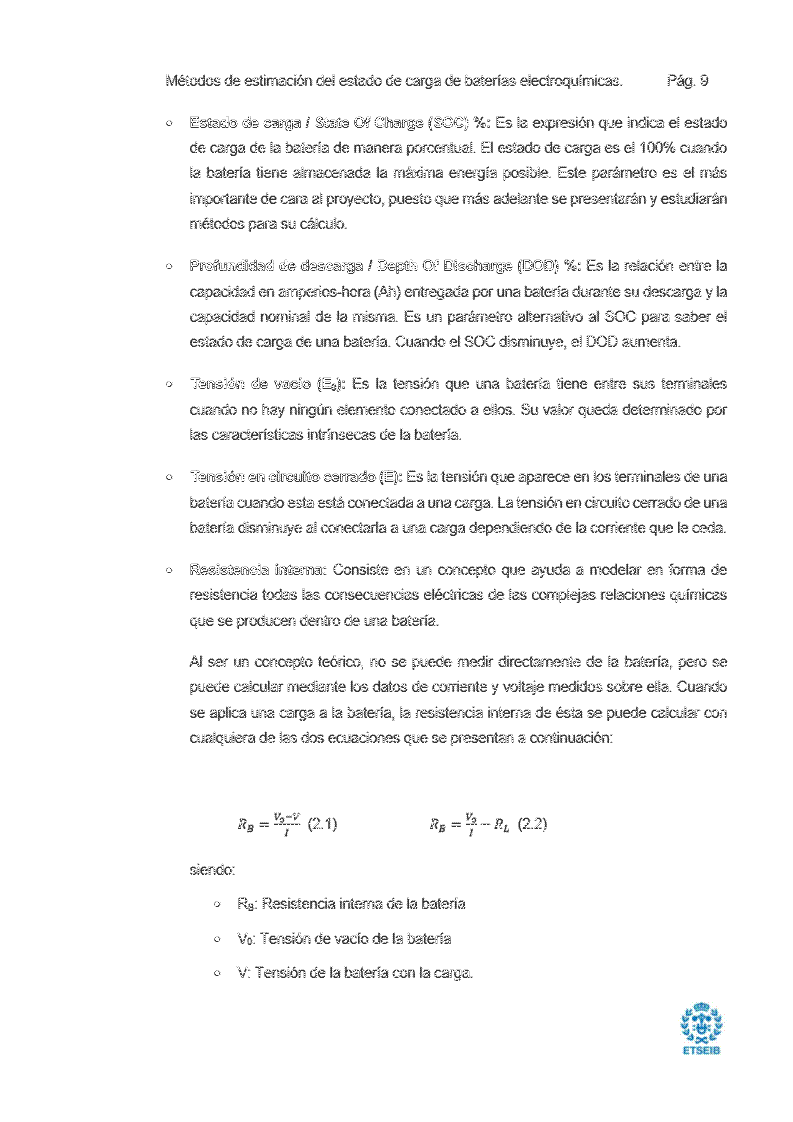 Métodos de estimación del estado de carga de baterías electroquímicas. Pág. 9
○ Estado de carga / State Of Charge (SOC) %: Es la expresión que indica el estado
de carga de la batería de manera porcentual. El estado de carga es el 100% cuando
la batería tiene almacenada la máxima energía posible. Este parámetro es el más
importante de cara al proyecto, puesto que más adelante se presentarán y estudiarán
métodos para su cálculo.
○ Profundidad de descarga / Depth Of Discharge (DOD) %: Es la relación entre la
capacidad en amperios-hora (Ah) entregada por una batería durante su descarga y la
capacidad nominal de la misma. Es un parámetro alternativo al SOC para saber el
estado de carga de una batería. Cuando el SOC disminuye, el DOD aumenta.
○ Tensión de vacío (E₀): Es la tensión que una batería tiene entre sus terminales
cuando no hay ningún elemento conectado a ellos. Su valor queda determinado por
las características intrínsecas de la batería.
○ Tensión en circuito cerrado (E): Es la tensión que aparece en los terminales de una
batería cuando esta está conectada a una carga. La tensión en circuito cerrado de una
batería disminuye al conectarla a una carga dependiendo de la corriente que le ceda.
○ Resistencia interna: Consiste en un concepto que ayuda a modelar en forma de
resistencia todas las consecuencias eléctricas de las complejas relaciones químicas
que se producen dentro de una batería.
Al ser un concepto teórico, no se puede medir directamente de la batería, pero se
puede calcular mediante los datos de corriente y voltaje medidos sobre ella. Cuando
se aplica una carga a la batería, la resistencia interna de ésta se puede calcular con
cualquiera de las dos ecuaciones que se presentan a continuación:
R_B = (V₀−V)/I (2.1) R_B = V₀/I − R_L (2.2)
siendo:
○ R_B: Resistencia interna de la batería
○ V₀: Tensión de vacío de la batería
○ V: Tensión de la batería con la carga.
ETSEIB